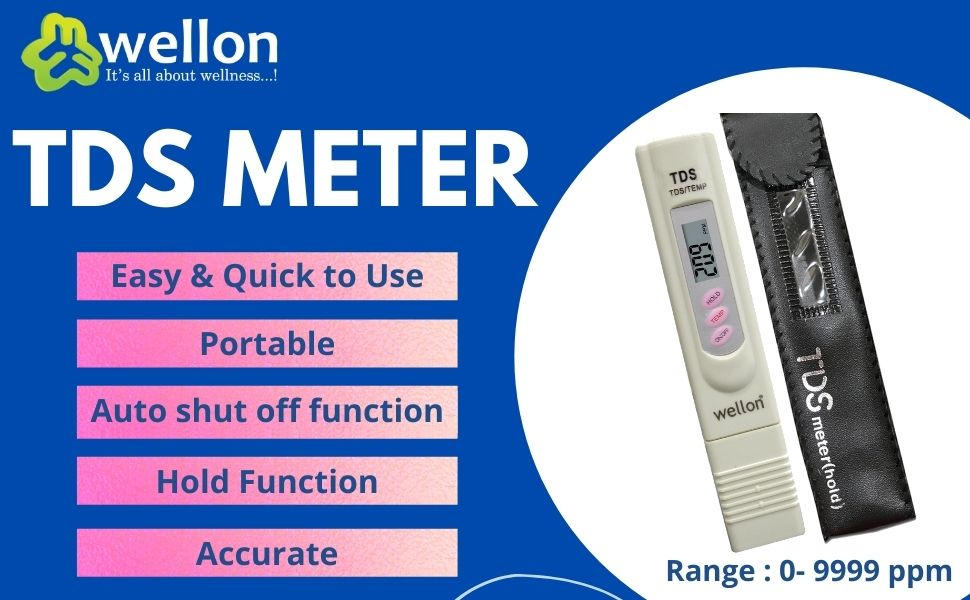 wellon
It's all about wellness...!
TDS METER
Easy & Quick to Use
Portable
Auto shut off function
Hold Function
Accurate
TDS
TDS/TEMP
ppm
602
HOLD
TEMP
ON/OFF
wellon®
TDS meter(hold)
Range : 0- 9999 ppm